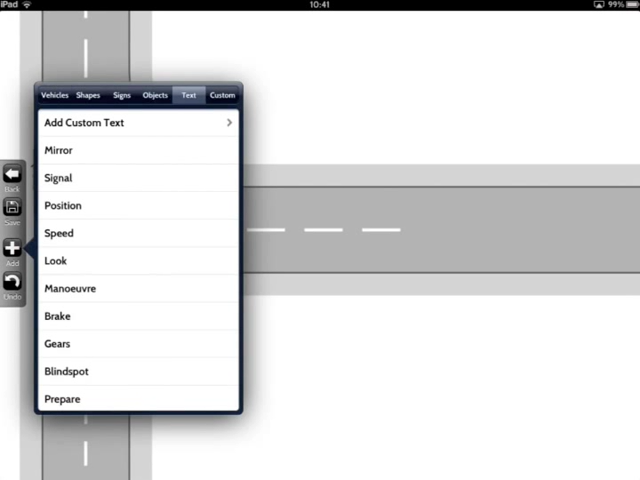 iPad 10:41 99%
Vehicles Shapes Signs Objects Text Custom
Add Custom Text
Mirror
Signal
Position
Speed
Look
Manoeuvre
Brake
Gears
Blindspot
Prepare
Back
Save
Add
Undo